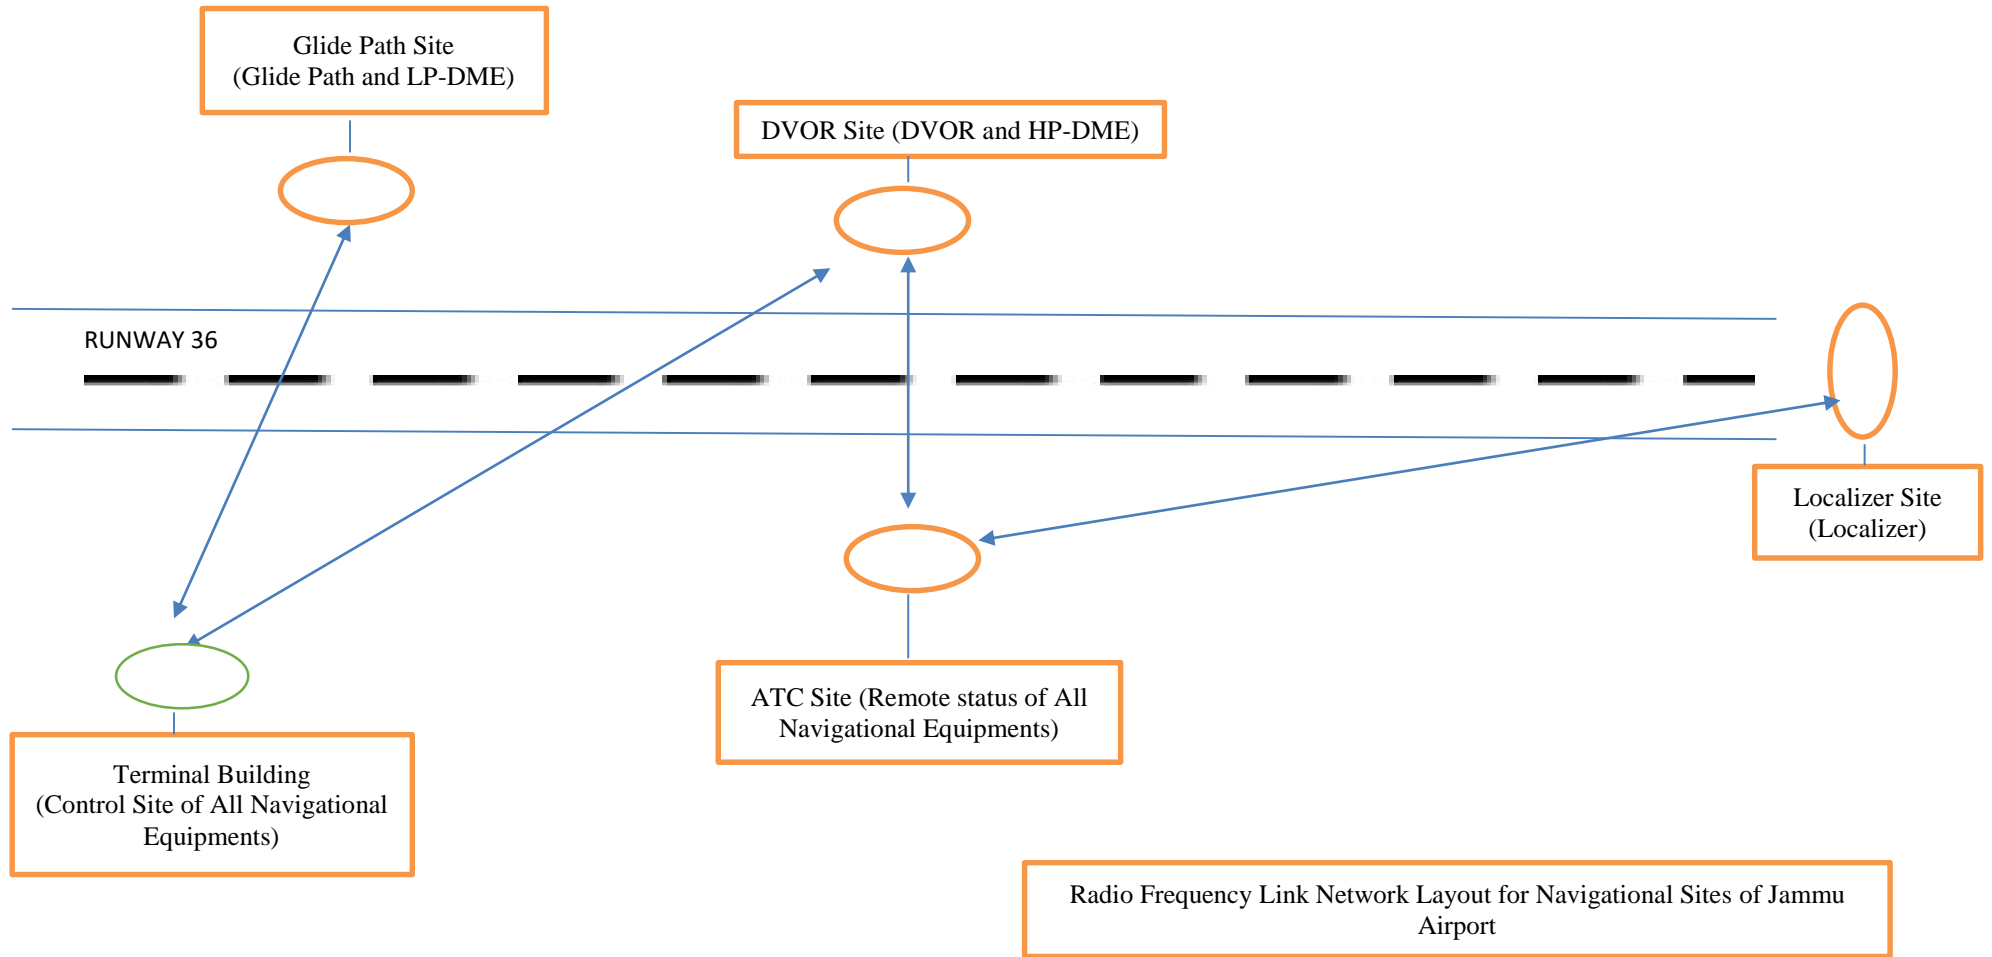 Glide Path Site
(Glide Path and LP-DME)
DVOR Site (DVOR and HP-DME)
RUNWAY 36
Localizer Site
(Localizer)
ATC Site (Remote status of All
Navigational Equipments)
Terminal Building
(Control Site of All Navigational
Equipments)
Radio Frequency Link Network Layout for Navigational Sites of Jammu
Airport